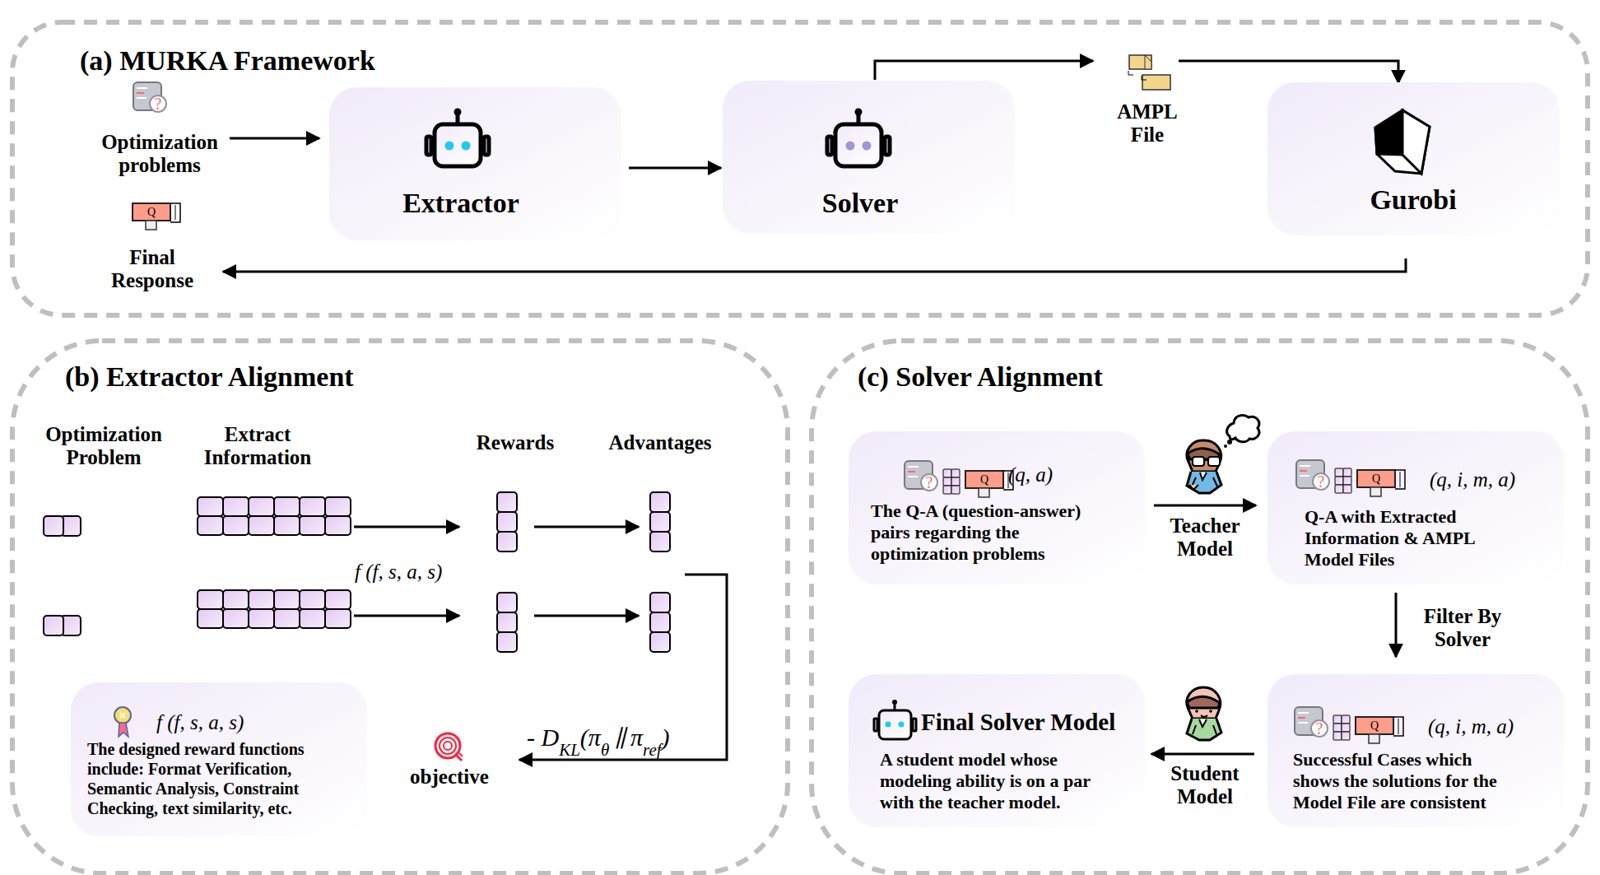 (a) MURKA Framework
?
Optimization
problems
Q
Final
Response
Extractor
Solver
AMPL
File
Gurobi
(b) Extractor Alignment
Optimization
Problem
Extract
Information
Rewards
Advantages
f (f, s, a, s)
f (f, s, a, s)
The designed reward functions
include: Format Verification,
Semantic Analysis, Constraint
Checking, text similarity, etc.
objective
- D_KL(π_θ // π_ref)
(c) Solver Alignment
?
Q
(q, a)
The Q-A (question-answer)
pairs regarding the
optimization problems
Teacher
Model
?
Q
(q, i, m, a)
Q-A with Extracted
Information & AMPL
Model Files
Filter By
Solver
Final Solver Model
A student model whose
modeling ability is on a par
with the teacher model.
Student
Model
?
Q
(q, i, m, a)
Successful Cases which
shows the solutions for the
Model File are consistent